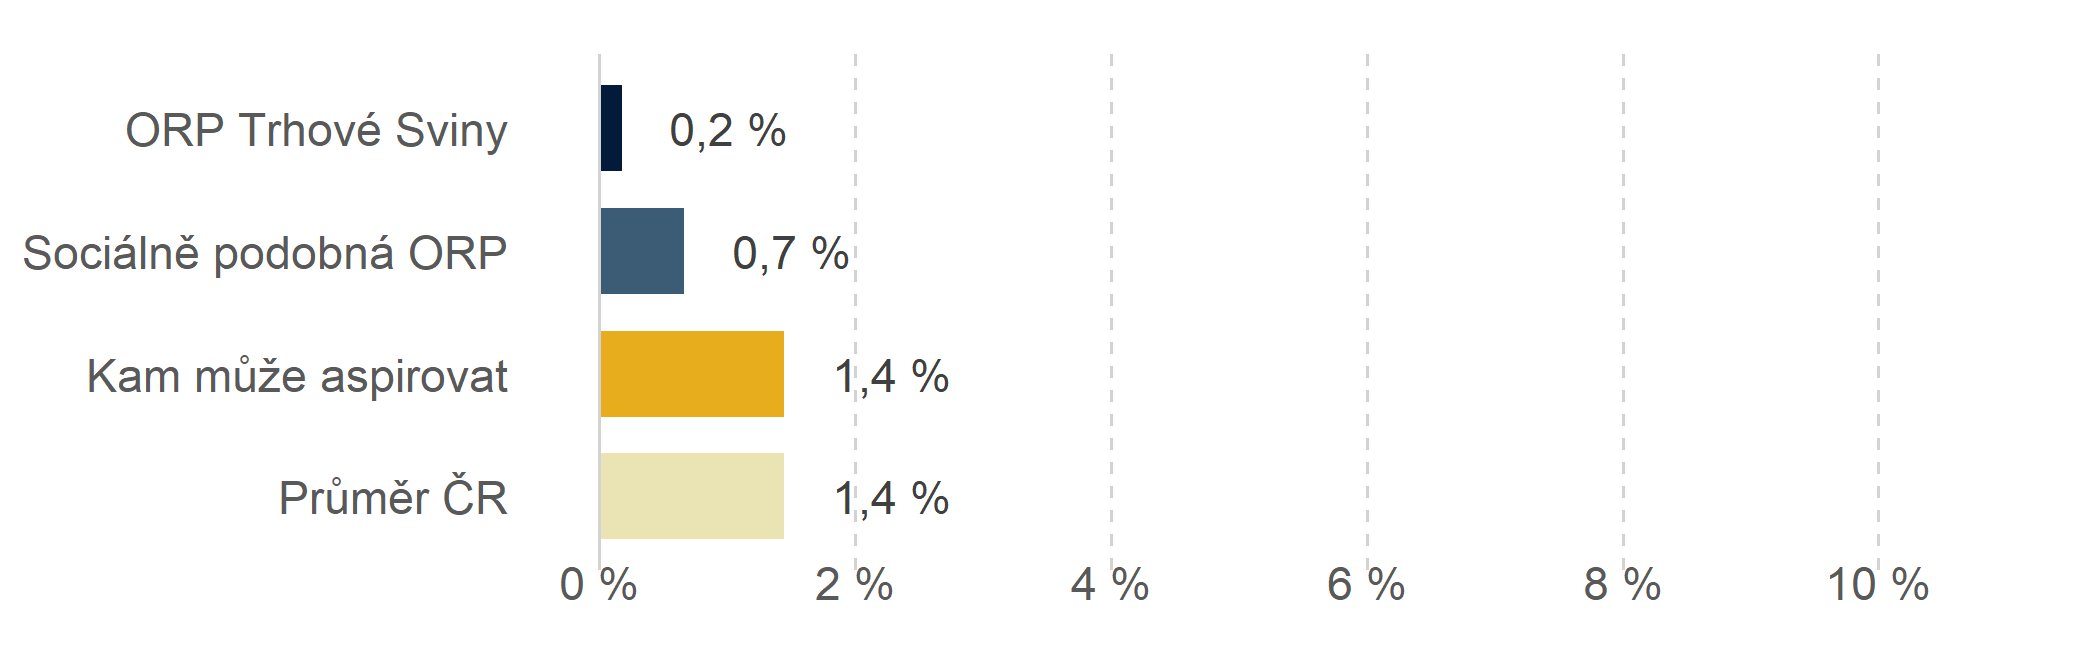 ORP Trhové Sviny 0,2 %
Sociálně podobná ORP 0,7 %
Kam může aspirovat 1,4 %
Průměr ČR 1,4 %
0 % 2 % 4 % 6 % 8 % 10 %